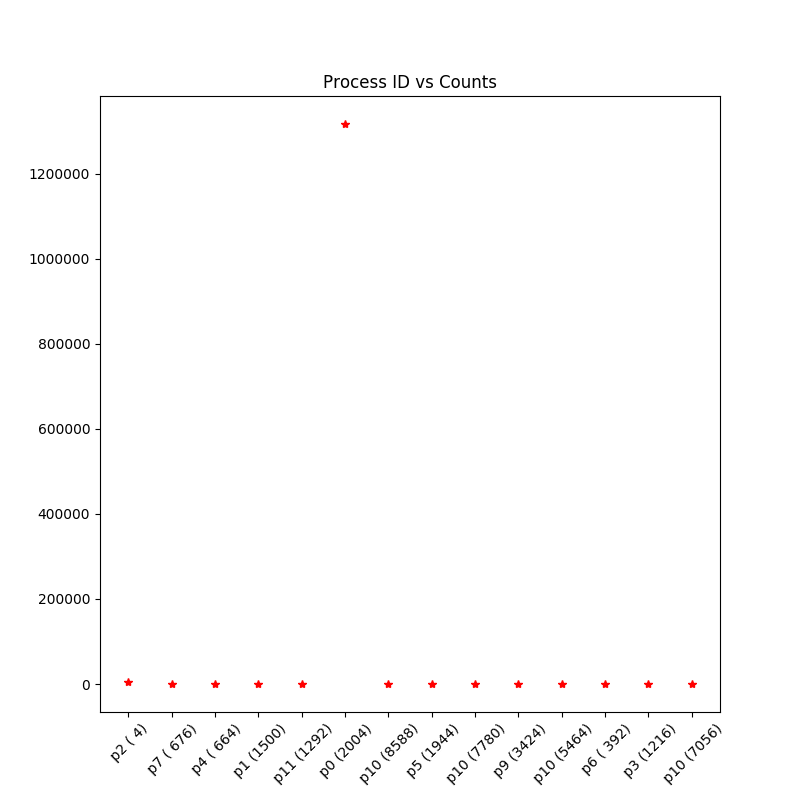 Process ID vs Counts
1200000
1000000
800000
600000
400000
200000
0
p2 ( 4)
p7 ( 676)
p4 ( 664)
p1 (1500)
p11 (1292)
p0 (2004)
p10 (8588)
p5 (1944)
p10 (7780)
p9 (3424)
p10 (5464)
p6 ( 392)
p3 (1216)
p10 (7056)